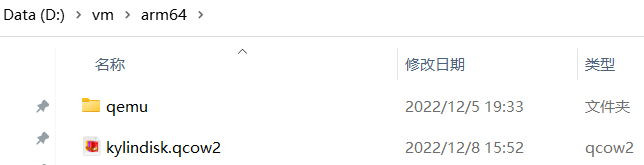 Data (D:) > vm > arm64 >
名称 修改日期 类型
qemu 2022/12/5 19:33 文件夹
kylindisk.qcow2 2022/12/8 15:52 qcow2